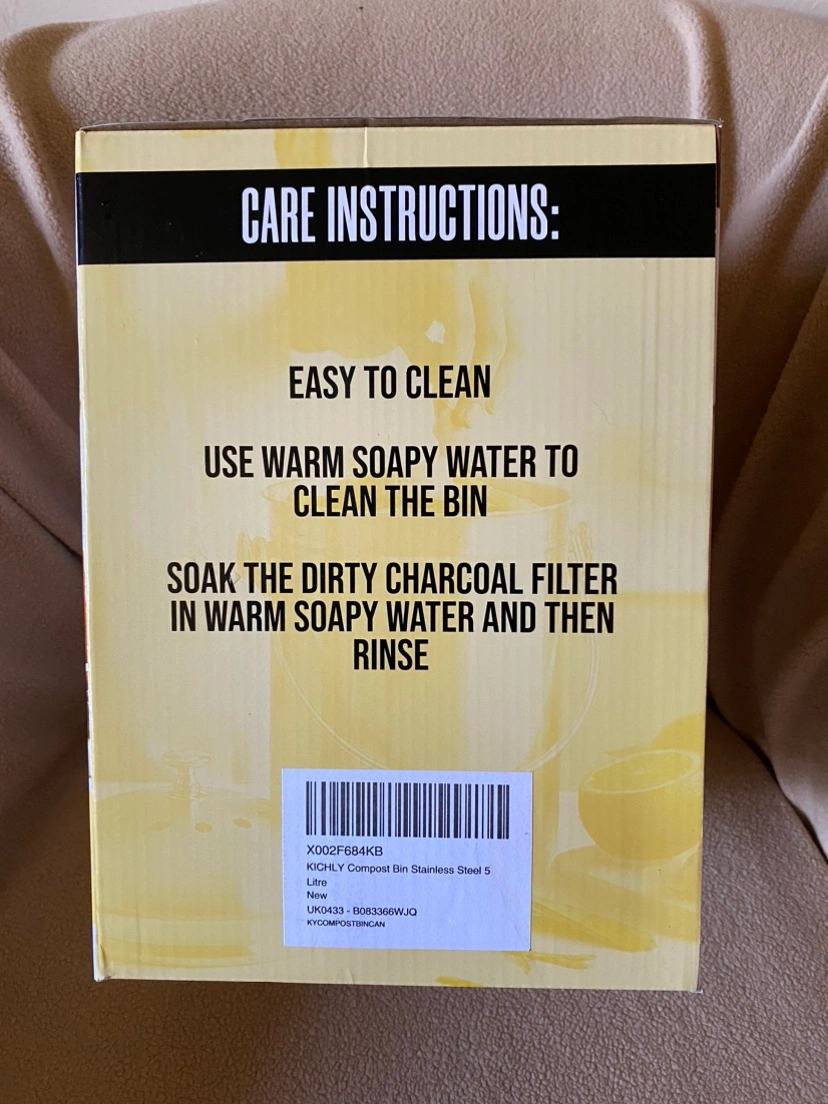 CARE INSTRUCTIONS:
EASY TO CLEAN
USE WARM SOAPY WATER TO
CLEAN THE BIN
SOAK THE DIRTY CHARCOAL FILTER
IN WARM SOAPY WATER AND THEN
RINSE
X002F684KB
KICHLY Compost Bin Stainless Steel 5
Litre
New
UK0433 - B083366WJQ
KYCOMPOSTBINCAN